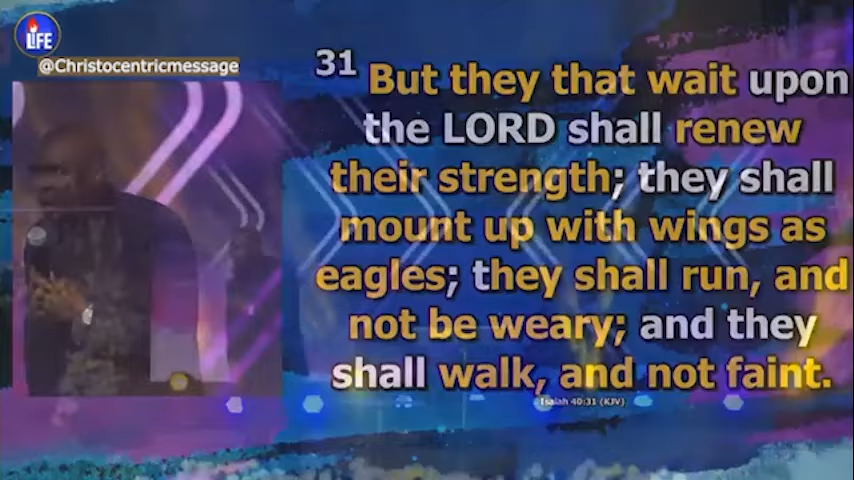 LIFE
@Christocentricmessage
31 But they that wait upon
the LORD shall renew
their strength; they shall
mount up with wings as
eagles; they shall run, and
not be weary; and they
shall walk, and not faint.
Isaiah 40:31 (KJV)